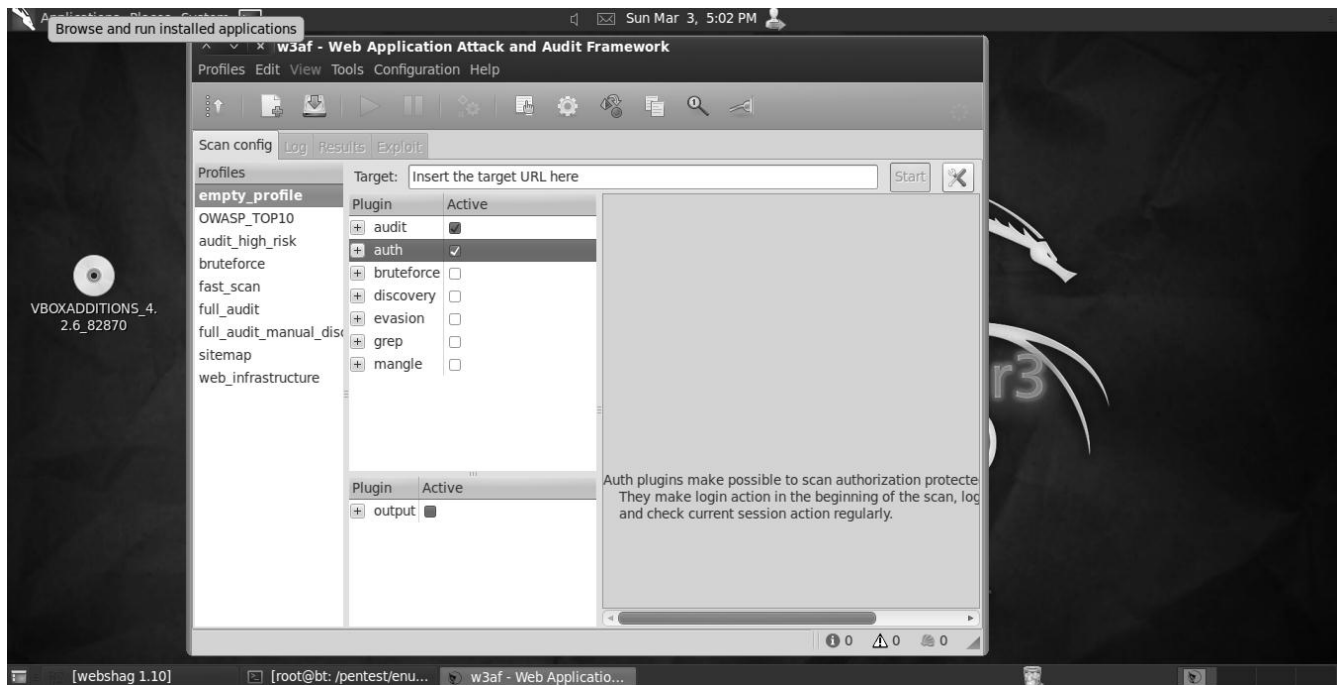 Applications Places System
Sun Mar 3, 5:02 PM
Browse and run installed applications
w3af - Web Application Attack and Audit Framework
Profiles Edit View Tools Configuration Help
Scan config Log Results Exploit
Profiles
empty_profile
OWASP_TOP10
audit_high_risk
bruteforce
fast_scan
full_audit
full_audit_manual_disc
sitemap
web_infrastructure
Target: Insert the target URL here Start
Plugin Active
audit
auth
bruteforce
discovery
evasion
grep
mangle
Plugin Active
output
Auth plugins make possible to scan authorization protecte
They make login action in the beginning of the scan, log
and check current session action regularly.
0 0 0
VBOXADDITIONS_4.
2.6_82870
r3
[webshag 1.10] [root@bt: /pentest/enu... w3af - Web Applicatio...